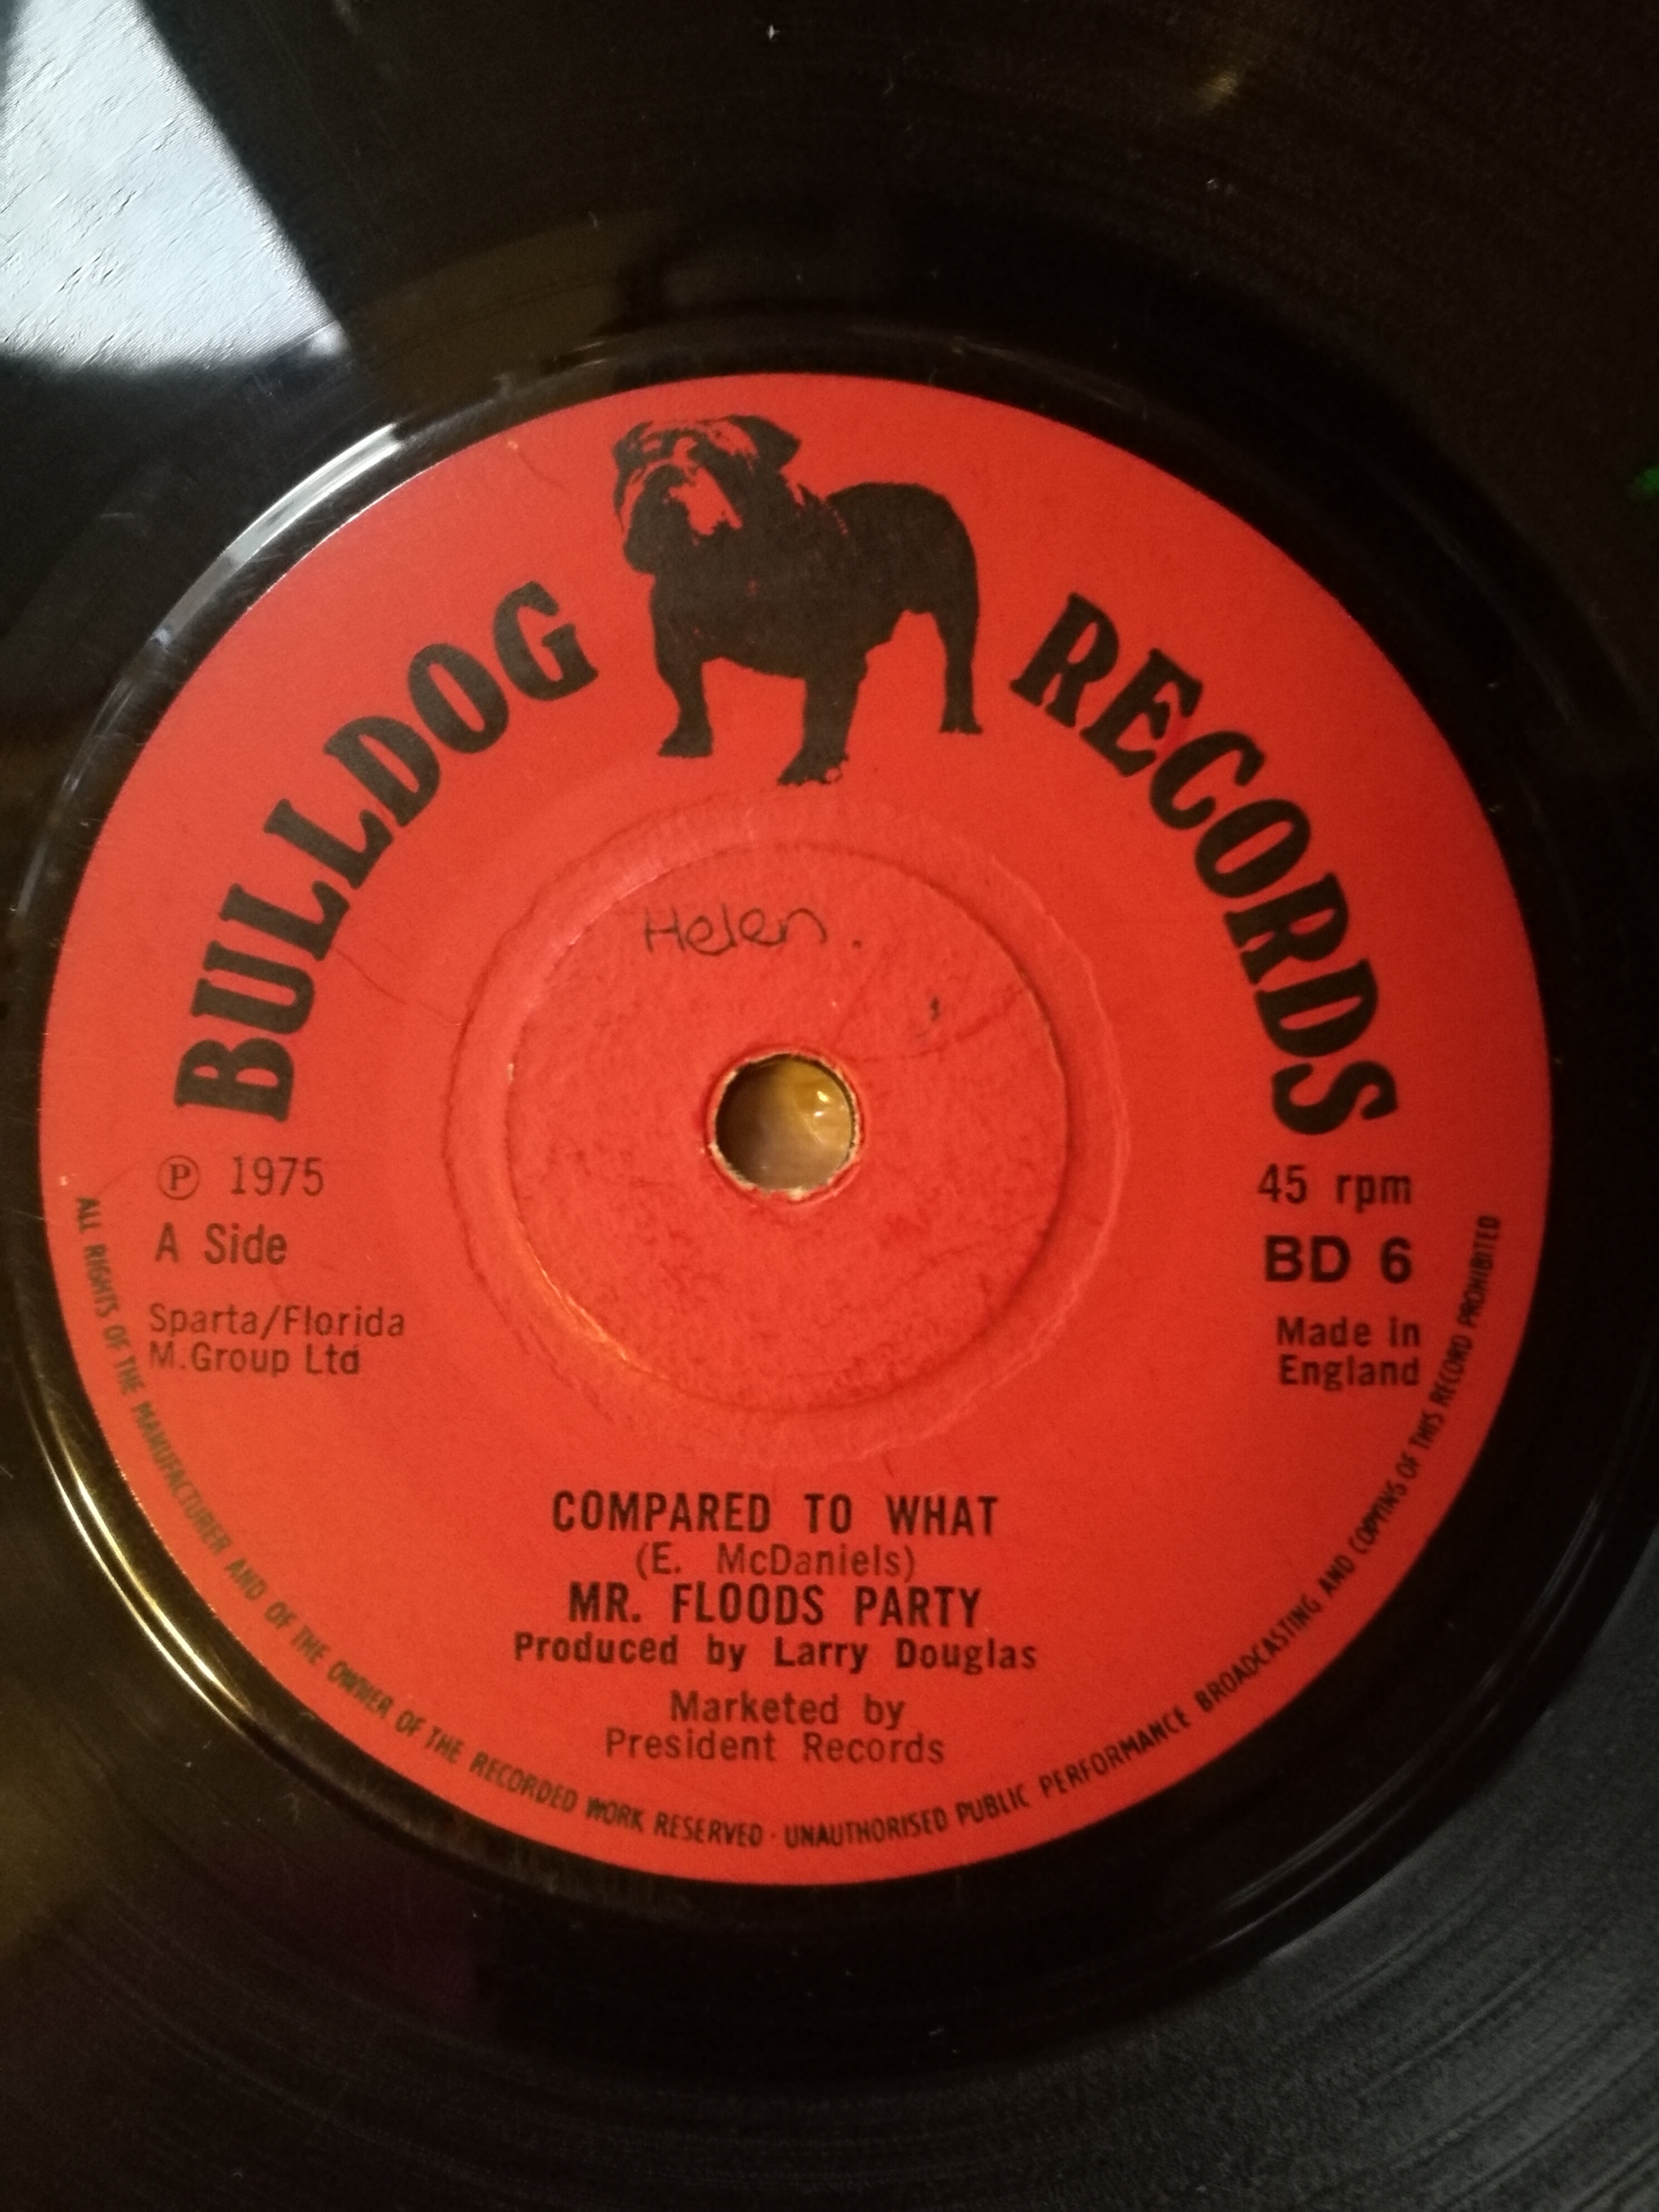 BULLDOG RECORDS
Helen.
Ⓟ 1975
A Side
Sparta/Florida
M.Group Ltd
45 rpm
BD 6
Made in
England
COMPARED TO WHAT
(E. McDaniels)
MR. FLOODS PARTY
Produced by Larry Douglas
Marketed by
President Records
ALL RIGHTS OF THE MANUFACTURER AND OF THE OWNER OF THE RECORDED WORK RESERVED · UNAUTHORISED PUBLIC PERFORMANCE BROADCASTING AND COPYING OF THIS RECORD PROHIBITED